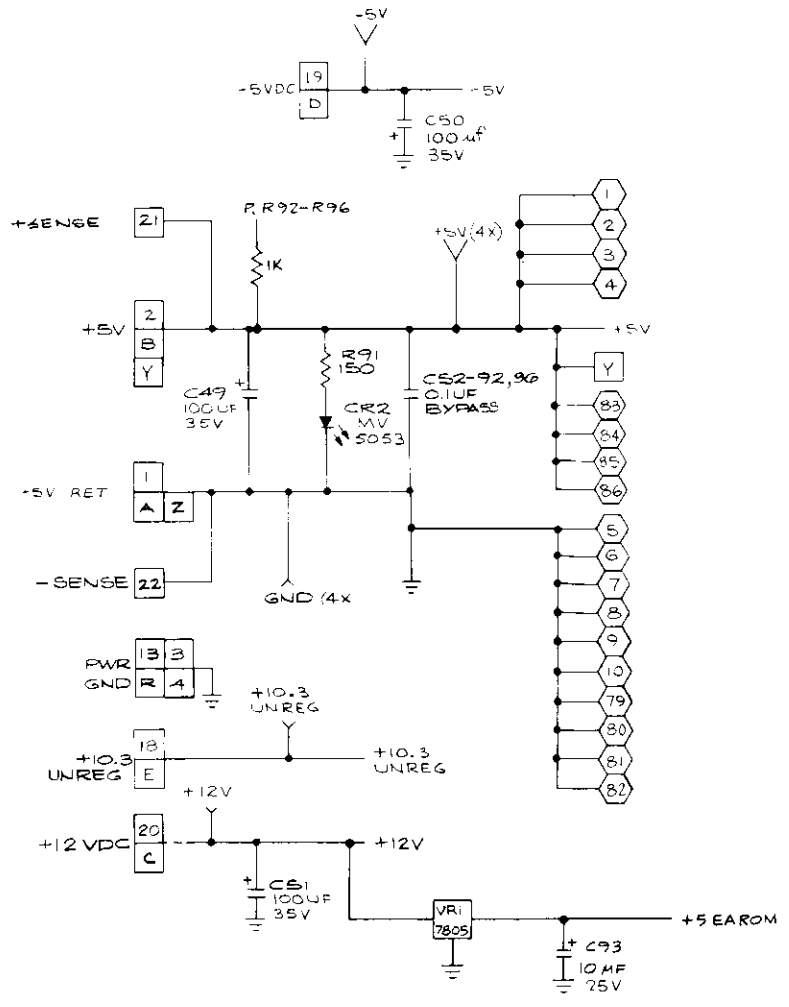 -5V
19
-5VDC
-5V
D
C50
+
100 uf
35V
1
P, R92-R96
+SENSE
21
2
+5V (4x)
3
1K
4
2
+5V
+5V
B
R91
150
Y
Y
C49
+
100UF
35V
C52-92,96
0.1UF
BYPASS
CR2
MV
5053
83
84
85
1
-5V RET
86
A
Z
5
6
-SENSE
22
7
GND (4x
8
9
13
3
PWR
GND
R
4
10
+10.3
UNREG
79
80
18
+10.3
UNREG
+10.3
UNREG
E
81
82
+12V
20
+12 VDC
+12V
C
+
C51
100UF
35V
VR1
7805
+5 EAROM
+
C93
10 MF
25V